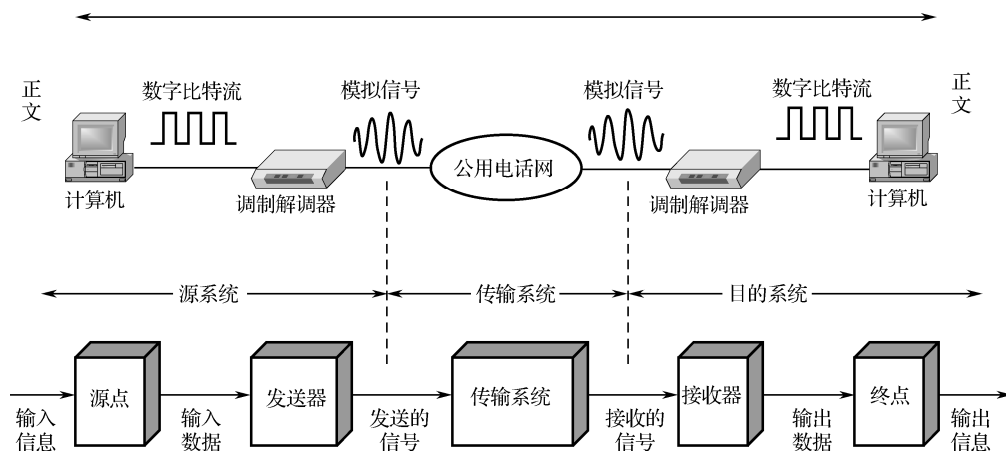 正文
数字比特流
模拟信号
模拟信号
数字比特流
正文
计算机
调制解调器
公用电话网
调制解调器
计算机
源系统
传输系统
目的系统
源点
发送器
传输系统
接收器
终点
输入
信息
输入
数据
发送的
信号
接收的
信号
输出
数据
输出
信息